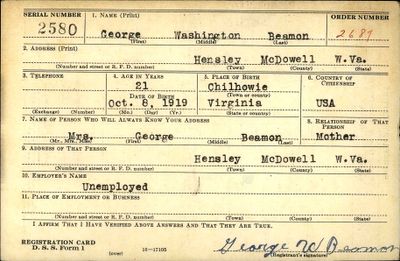 SERIAL NUMBER 1. NAME (Print) ORDER NUMBER
2580 George Washington Beamon 2687
(First) (Middle) (Last)
2. ADDRESS (Print)
Hensley McDowell W.Va.
(Number and street or R. F. D. number) (Town) (County) (State)
3. TELEPHONE 4. AGE IN YEARS 5. PLACE OF BIRTH 6. COUNTRY OF CITIZENSHIP
21 Chilhowie
DATE OF BIRTH (Town or county)
Oct. 8, 1919 Virginia USA
(Exchange) (Number) (Mo.) (Day) (Yr.) (State or country)
7. NAME OF PERSON WHO WILL ALWAYS KNOW YOUR ADDRESS 8. RELATIONSHIP OF THAT PERSON
Mrs. George Beamon Mother
(Mr., Mrs., Miss) (First) (Middle) (Last)
9. ADDRESS OF THAT PERSON
Hensley McDowell W.Va.
(Number and street or R. F. D. number) (Town) (County) (State)
10. EMPLOYER'S NAME
Unemployed
11. PLACE OF EMPLOYMENT OR BUSINESS
(Number and street or R. F. D. number) (Town) (County) (State)
I AFFIRM THAT I HAVE VERIFIED ABOVE ANSWERS AND THAT THEY ARE TRUE.
REGISTRATION CARD George W Beamon
D. S. S. Form 1 (over) 16—17105 (Registrant's signature)